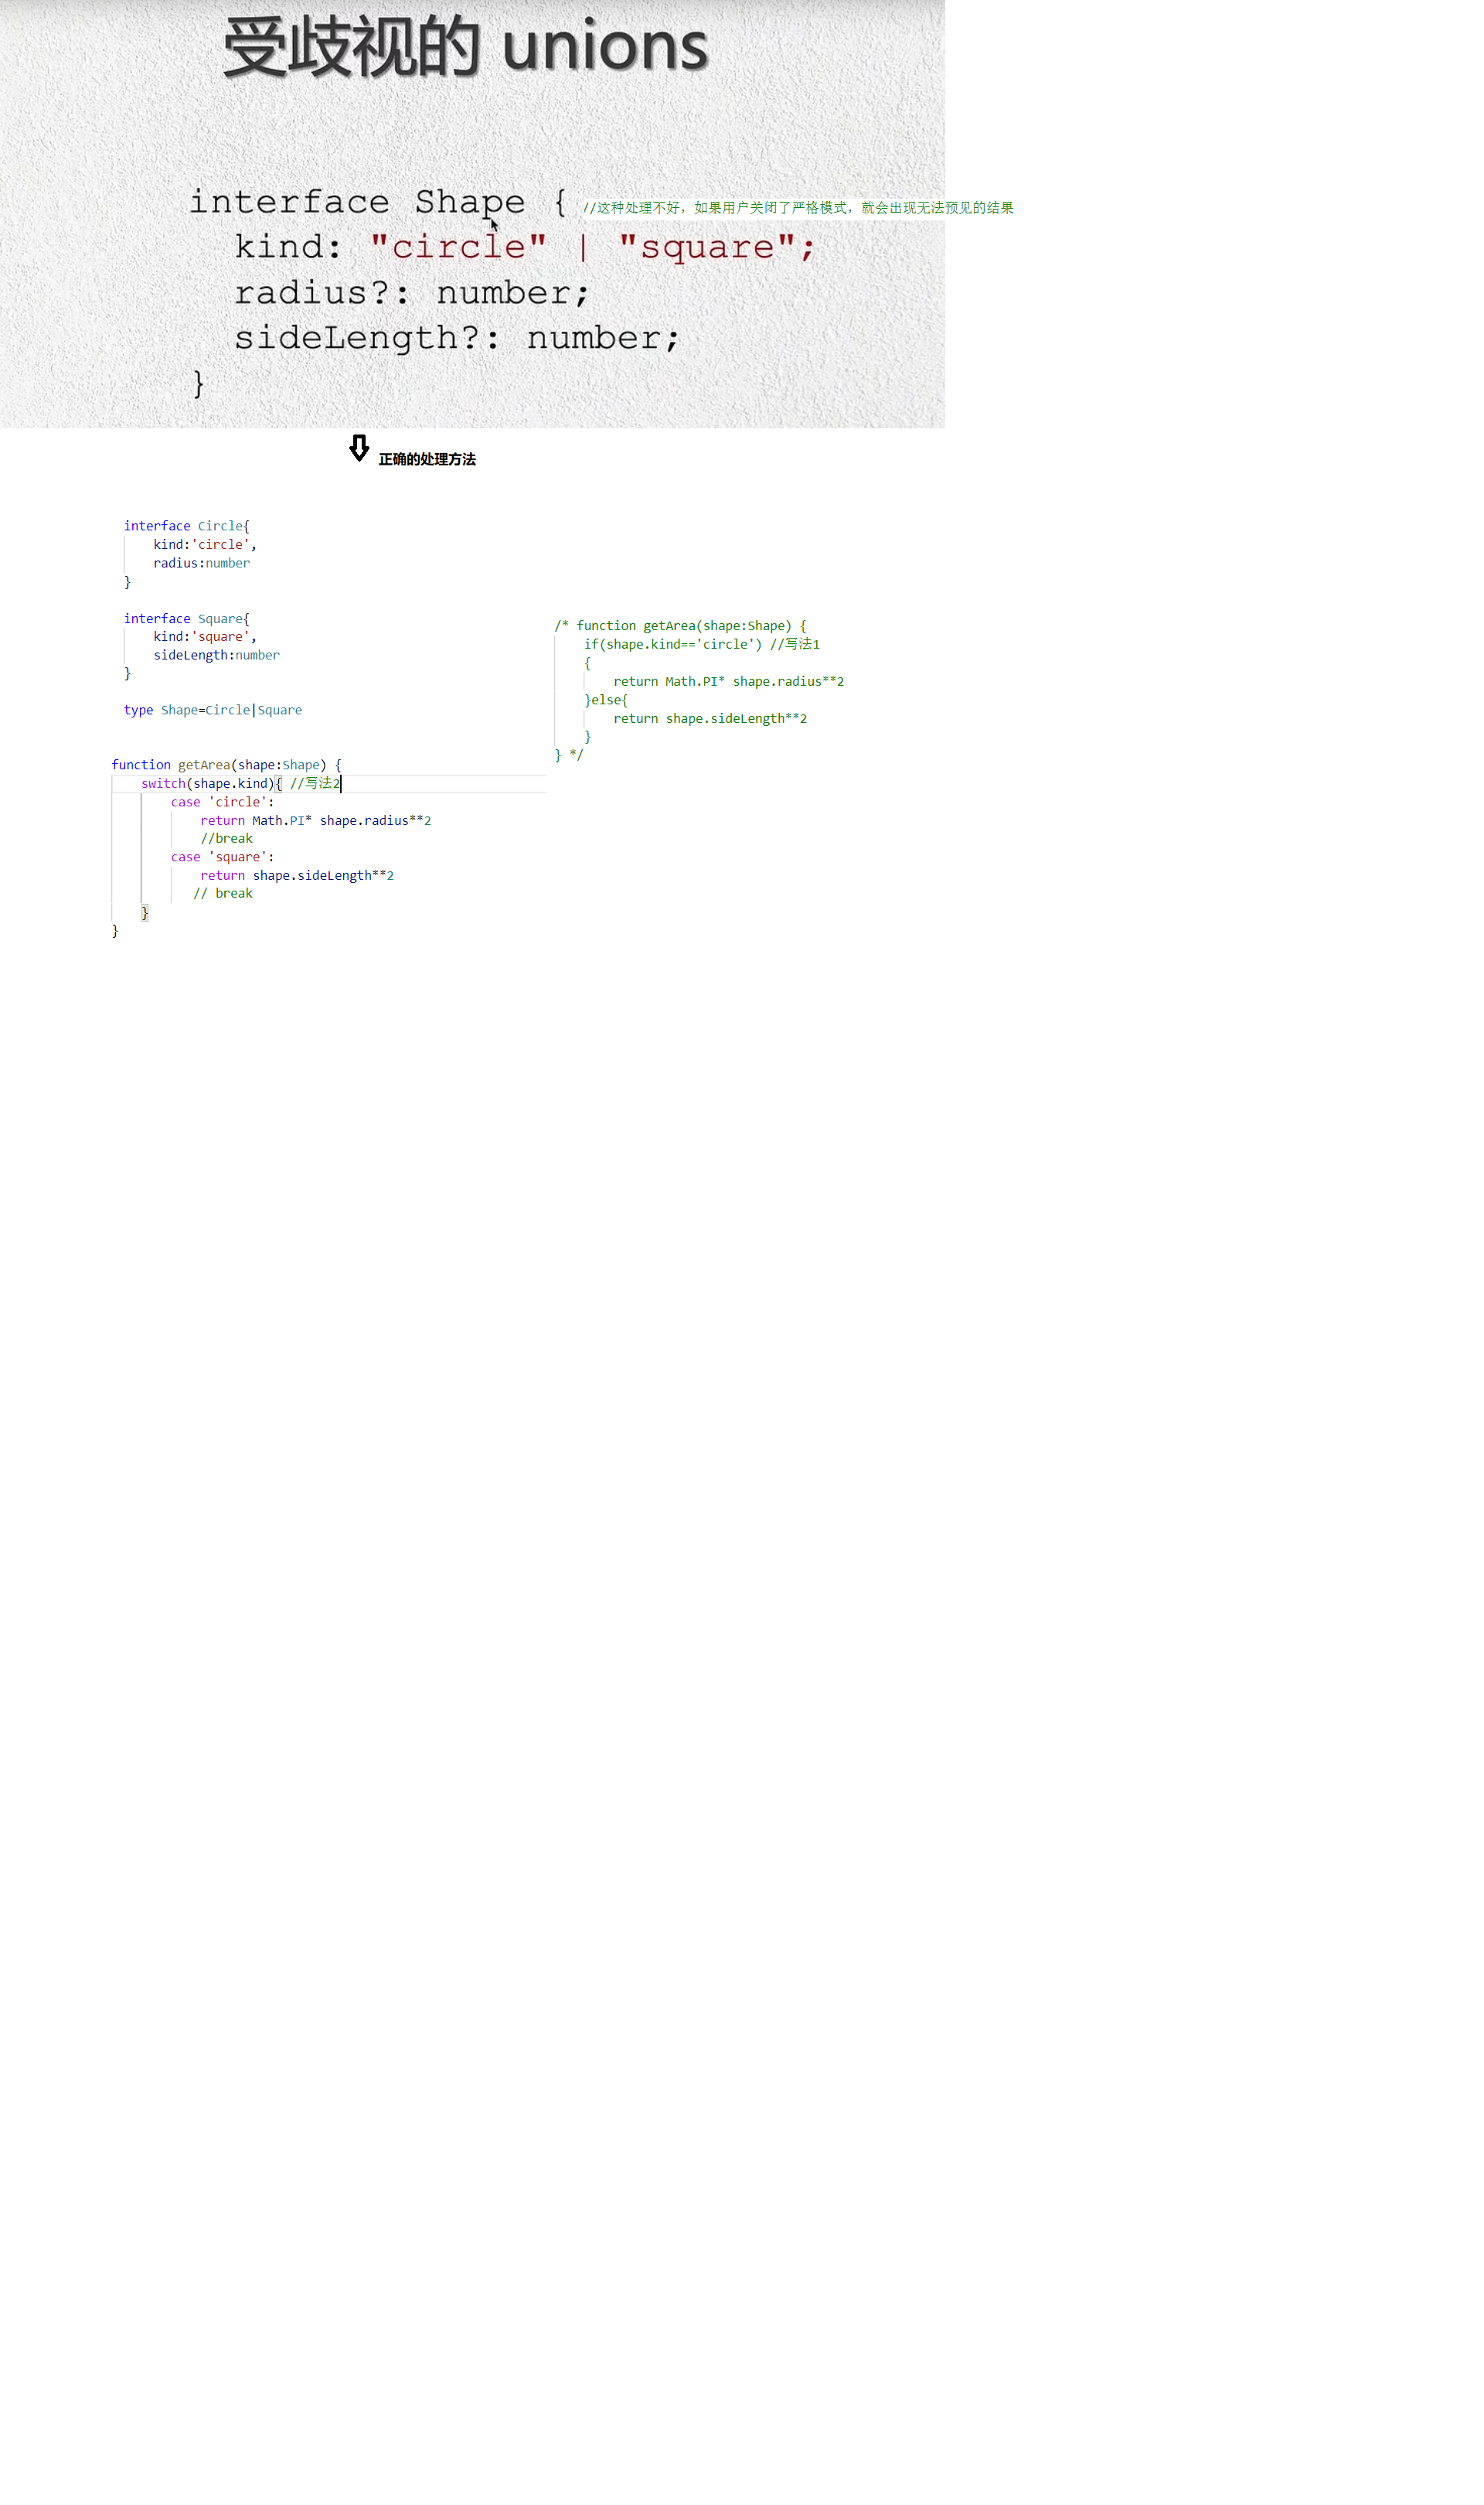 受歧视的 unions
interface Shape { //这种处理不好，如果用户关闭了严格模式，就会出现无法预见的结果
kind: "circle" | "square";
radius?: number;
sideLength?: number;
}
正确的处理方法
interface Circle{
kind:'circle',
radius:number
}
interface Square{
kind:'square',
sideLength:number
}
type Shape=Circle|Square
function getArea(shape:Shape) {
switch(shape.kind){ //写法2
case 'circle':
return Math.PI* shape.radius**2
//break
case 'square':
return shape.sideLength**2
// break
}
}
/* function getArea(shape:Shape) {
if(shape.kind=='circle') //写法1
{
return Math.PI* shape.radius**2
}else{
return shape.sideLength**2
}
} */